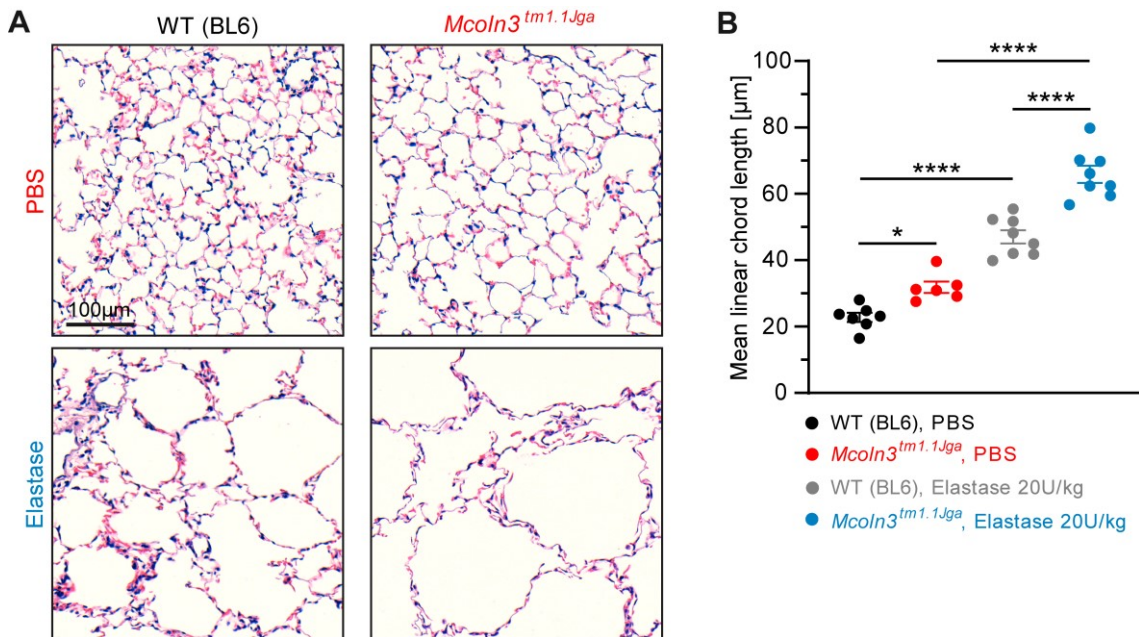 A
WT (BL6)
Mcoln3tm1.1Jga
PBS
100µm
Elastase
B
Mean linear chord length [µm]
100
80
60
40
20
0
****
****
****
*
WT (BL6), PBS
Mcoln3tm1.1Jga, PBS
WT (BL6), Elastase 20U/kg
Mcoln3tm1.1Jga, Elastase 20U/kg